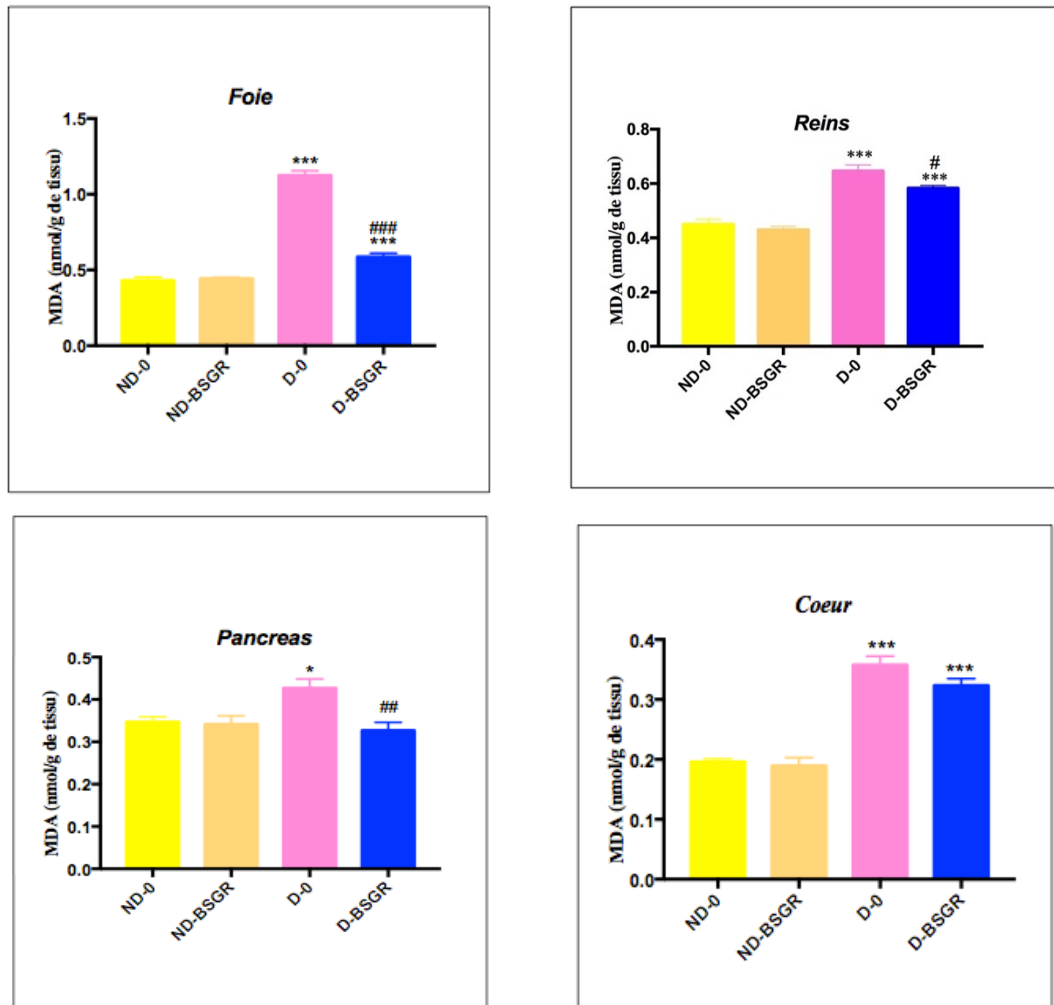 Foie
MDA (nmol/g de tissu)
1.5
1.0
0.5
0.0
***
###
***
ND-0
ND-BSGR
D-0
D-BSGR
Reins
MDA (nmol/g de tissu)
0.8
0.6
0.4
0.2
0.0
***
#
***
ND-0
ND-BSGR
D-0
D-BSGR
Pancreas
MDA (nmol/g de tissu)
0.5
0.4
0.3
0.2
0.1
0.0
*
##
ND-0
ND-BSGR
D-0
D-BSGR
Coeur
MDA (nmol/g de tissu)
0.4
0.3
0.2
0.1
0.0
***
***
ND-0
ND-BSGR
D-0
D-BSGR